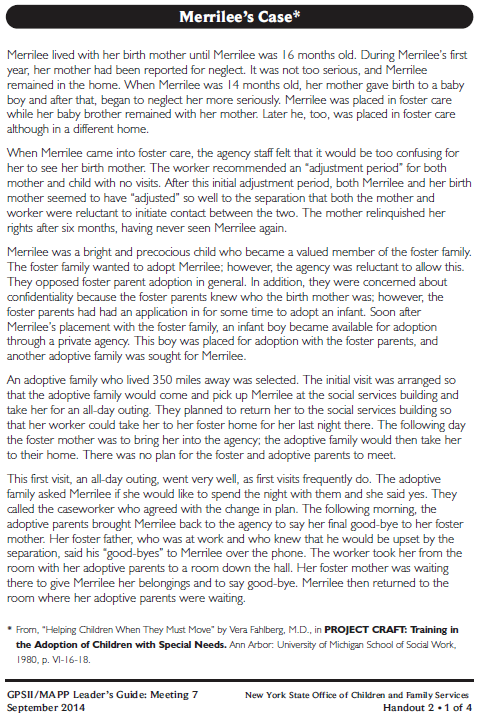 Merrilee's Case*
Merrilee lived with her birth mother until Merrilee was 16 months old. During Merrilee's first
year, her mother had been reported for neglect. It was not too serious, and Merrilee
remained in the home. When Merrilee was 14 months old, her mother gave birth to a baby
boy and after that, began to neglect her more seriously. Merrilee was placed in foster care
while her baby brother remained with her mother. Later he, too, was placed in foster care
although in a different home.
When Merrilee came into foster care, the agency staff felt that it would be too confusing for
her to see her birth mother. The worker recommended an "adjustment period" for both
mother and child with no visits. After this initial adjustment period, both Merrilee and her birth
mother seemed to have "adjusted" so well to the separation that both the mother and
worker were reluctant to initiate contact between the two. The mother relinquished her
rights after six months, having never seen Merrilee again.
Merrilee was a bright and precocious child who became a valued member of the foster family.
The foster family wanted to adopt Merrilee; however, the agency was reluctant to allow this.
They opposed foster parent adoption in general. In addition, they were concerned about
confidentiality because the foster parents knew who the birth mother was; however, the
foster parents had had an application in for some time to adopt an infant. Soon after
Merrilee's placement with the foster family, an infant boy became available for adoption
through a private agency. This boy was placed for adoption with the foster parents, and
another adoptive family was sought for Merrilee.
An adoptive family who lived 350 miles away was selected. The initial visit was arranged so
that the adoptive family would come and pick up Merrilee at the social services building and
take her for an all-day outing. They planned to return her to the social services building so
that her worker could take her to her foster home for her last night there. The following day
the foster mother was to bring her into the agency; the adoptive family would then take her
to their home. There was no plan for the foster and adoptive parents to meet.
This first visit, an all-day outing, went very well, as first visits frequently do. The adoptive
family asked Merrilee if she would like to spend the night with them and she said yes. They
called the caseworker who agreed with the change in plan. The following morning, the
adoptive parents brought Merrilee back to the agency to say her final good-bye to her foster
mother. Her foster father, who was at work and who knew that he would be upset by the
separation, said his "good-byes" to Merrilee over the phone. The worker took her from the
room with her adoptive parents to a room down the hall. Her foster mother was waiting
there to give Merrilee her belongings and to say good-bye. Merrilee then returned to the
room where her adoptive parents were waiting.
* From, "Helping Children When They Must Move" by Vera Fahlberg, M.D., in PROJECT CRAFT: Training in
the Adoption of Children with Special Needs. Ann Arbor: University of Michigan School of Social Work,
1980, p. VI-16-18.
GPSII/MAPP Leader's Guide: Meeting 7 New York State Office of Children and Family Services
September 2014 Handout 2 • 1 of 4